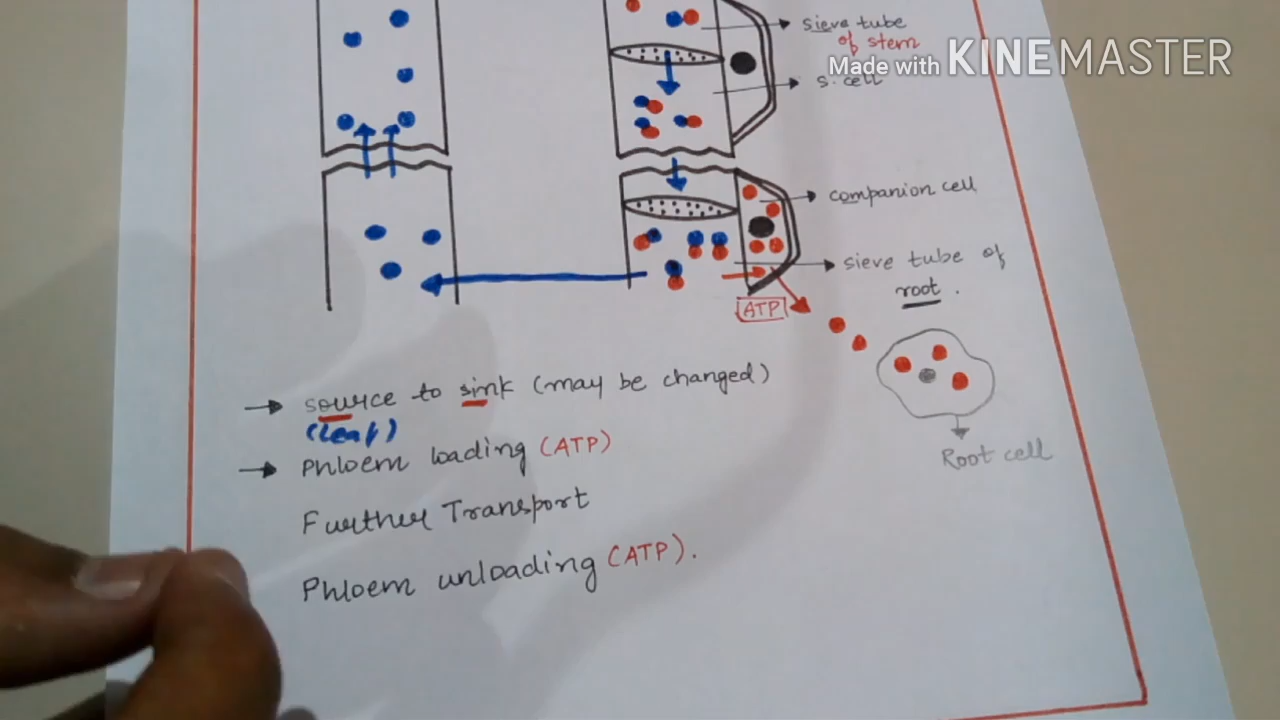 sieve tube
of stem
Made with KINEMASTER
s. cell
companion cell
sieve tube of
root.
ATP
→ source to sink (may be changed)
(Leaf)
→ Phloem loading (ATP)
Further Transport
Phloem unloading (ATP).
Root cell